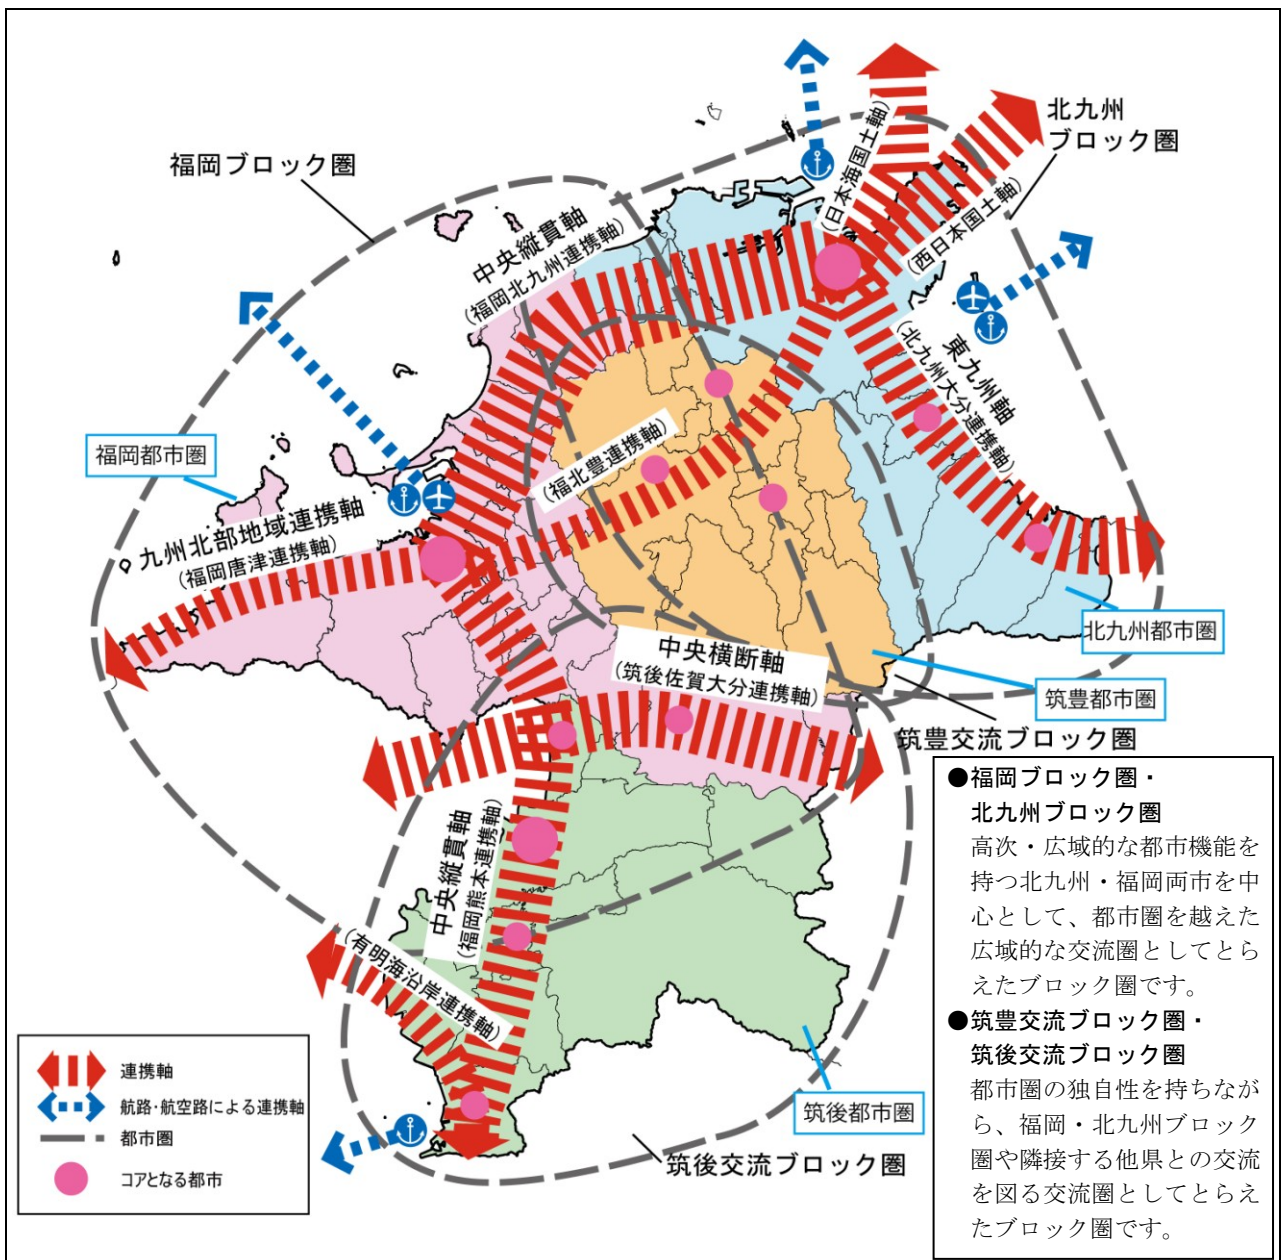 北九州
ブロック圏
福岡ブロック圏
(日本海国土軸)
(西日本国土軸)
中央縦貫軸
(福岡北九州連携軸)
東九州軸
(北九州大分連携軸)
福岡都市圏
(福北豊連携軸)
九州北部地域連携軸
(福岡唐津連携軸)
北九州都市圏
中央横断軸
(筑後佐賀大分連携軸)
筑豊都市圏
筑豊交流ブロック圏
中央縦貫軸
(福岡熊本連携軸)
(有明海沿岸連携軸)
筑後都市圏
筑後交流ブロック圏
連携軸
航路・航空路による連携軸
都市圏
コアとなる都市
●福岡ブロック圏・
北九州ブロック圏
高次・広域的な都市機能を
持つ北九州・福岡両市を中
心として、都市圏を越えた
広域的な交流圏としてとら
えたブロック圏です。
●筑豊交流ブロック圏・
筑後交流ブロック圏
都市圏の独自性を持ちなが
ら、福岡・北九州ブロック
圏や隣接する他県との交流
を図る交流圏としてとらえ
たブロック圏です。